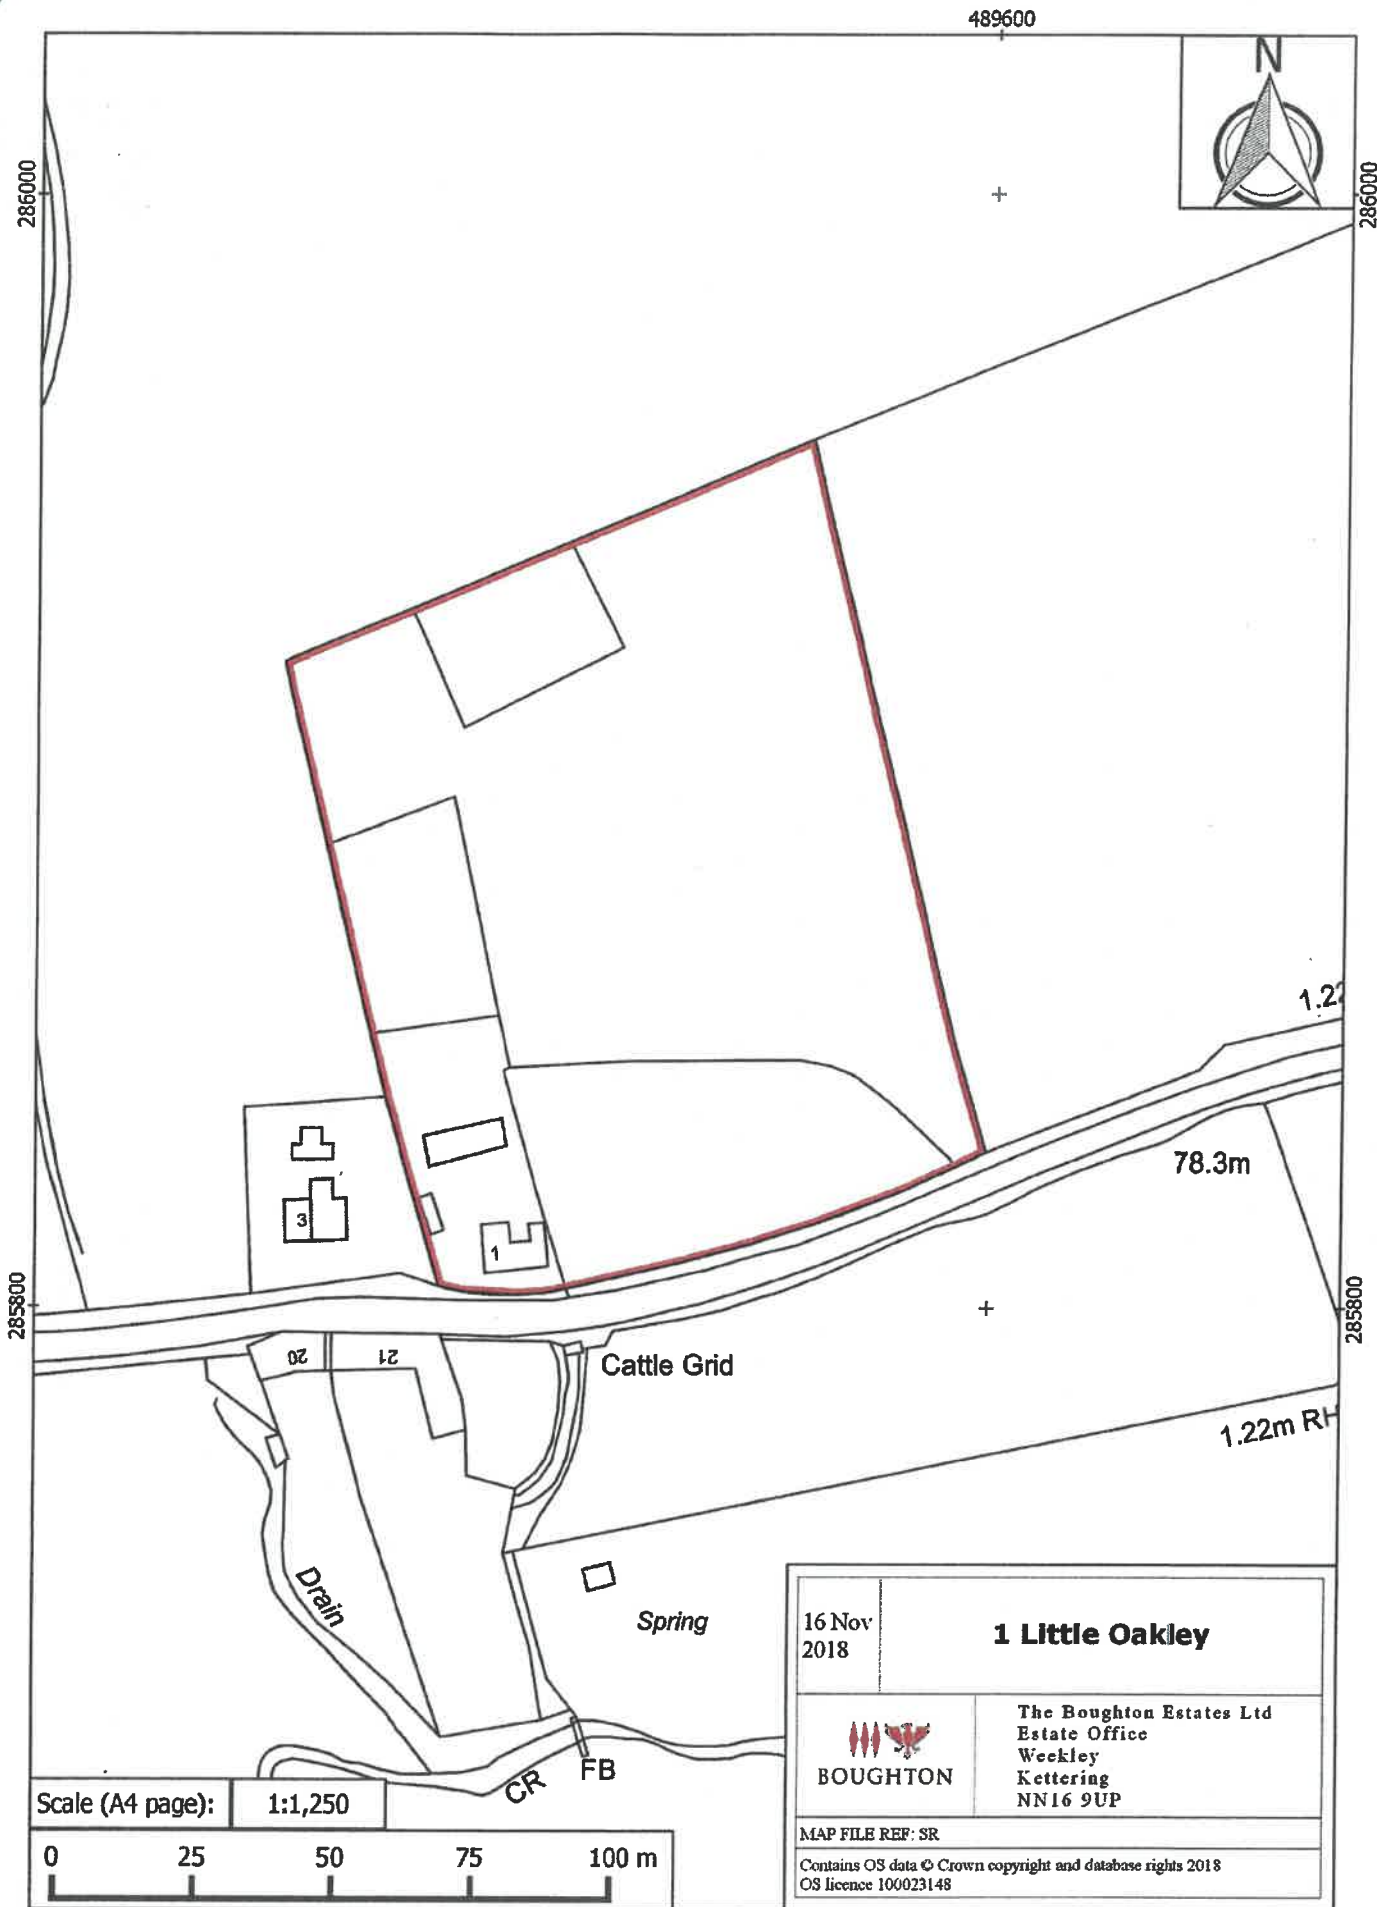 489600
N
286000
286000
1.22
78.3m
3
1
285800
285800
20
21
Cattle Grid
1.22m RH
Drain
Spring
16 Nov
2018
1 Little Oakley
The Boughton Estates Ltd
Estate Office
Weekley
Kettering
NN16 9UP
BOUGHTON
FB
CR
Scale (A4 page):
1:1,250
MAP FILE REF: SR
0 25 50 75 100 m
Contains OS data © Crown copyright and database rights 2018
OS licence 100023148